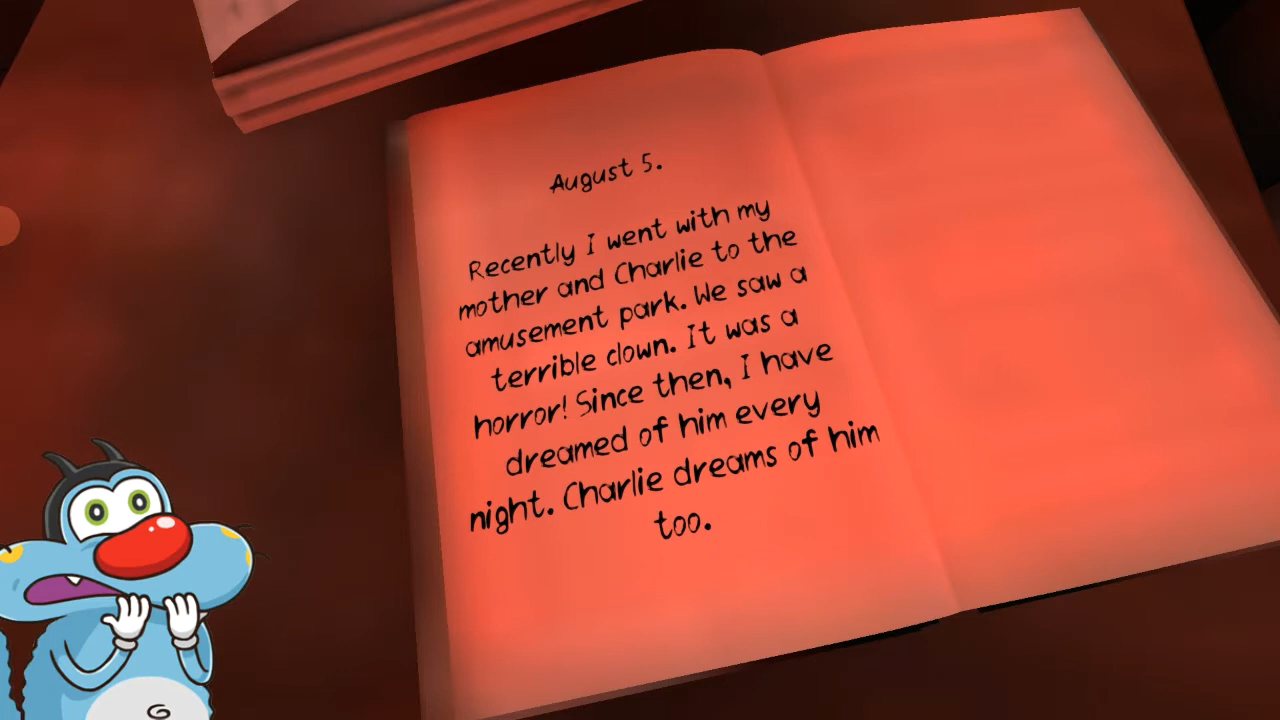 August 5.
Recently I went with my
mother and Charlie to the
amusement park. We saw a
terrible clown. It was a
horror! Since then, I have
dreamed of him every
night. Charlie dreams of him
too.